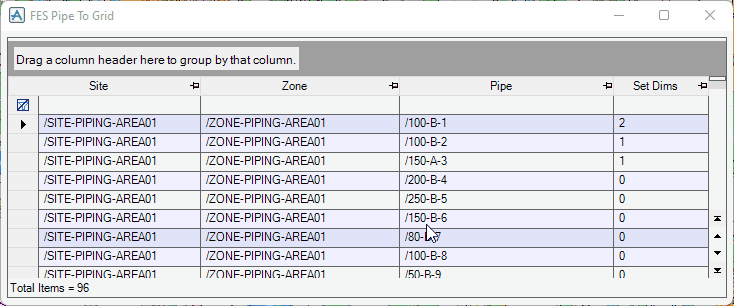 FES Pipe To Grid
Drag a column header here to group by that column.
Site Zone Pipe Set Dims
/SITE-PIPING-AREA01 /ZONE-PIPING-AREA01 /100-B-1 2
/SITE-PIPING-AREA01 /ZONE-PIPING-AREA01 /100-B-2 1
/SITE-PIPING-AREA01 /ZONE-PIPING-AREA01 /150-A-3 1
/SITE-PIPING-AREA01 /ZONE-PIPING-AREA01 /200-B-4 0
/SITE-PIPING-AREA01 /ZONE-PIPING-AREA01 /250-B-5 0
/SITE-PIPING-AREA01 /ZONE-PIPING-AREA01 /150-B-6 0
/SITE-PIPING-AREA01 /ZONE-PIPING-AREA01 0
/SITE-PIPING-AREA01 /ZONE-PIPING-AREA01 /100-B-8 0
/SITE-PIPING-AREA01 /ZONE-PIPING-AREA01 /50-B-9 0
Total Items = 96